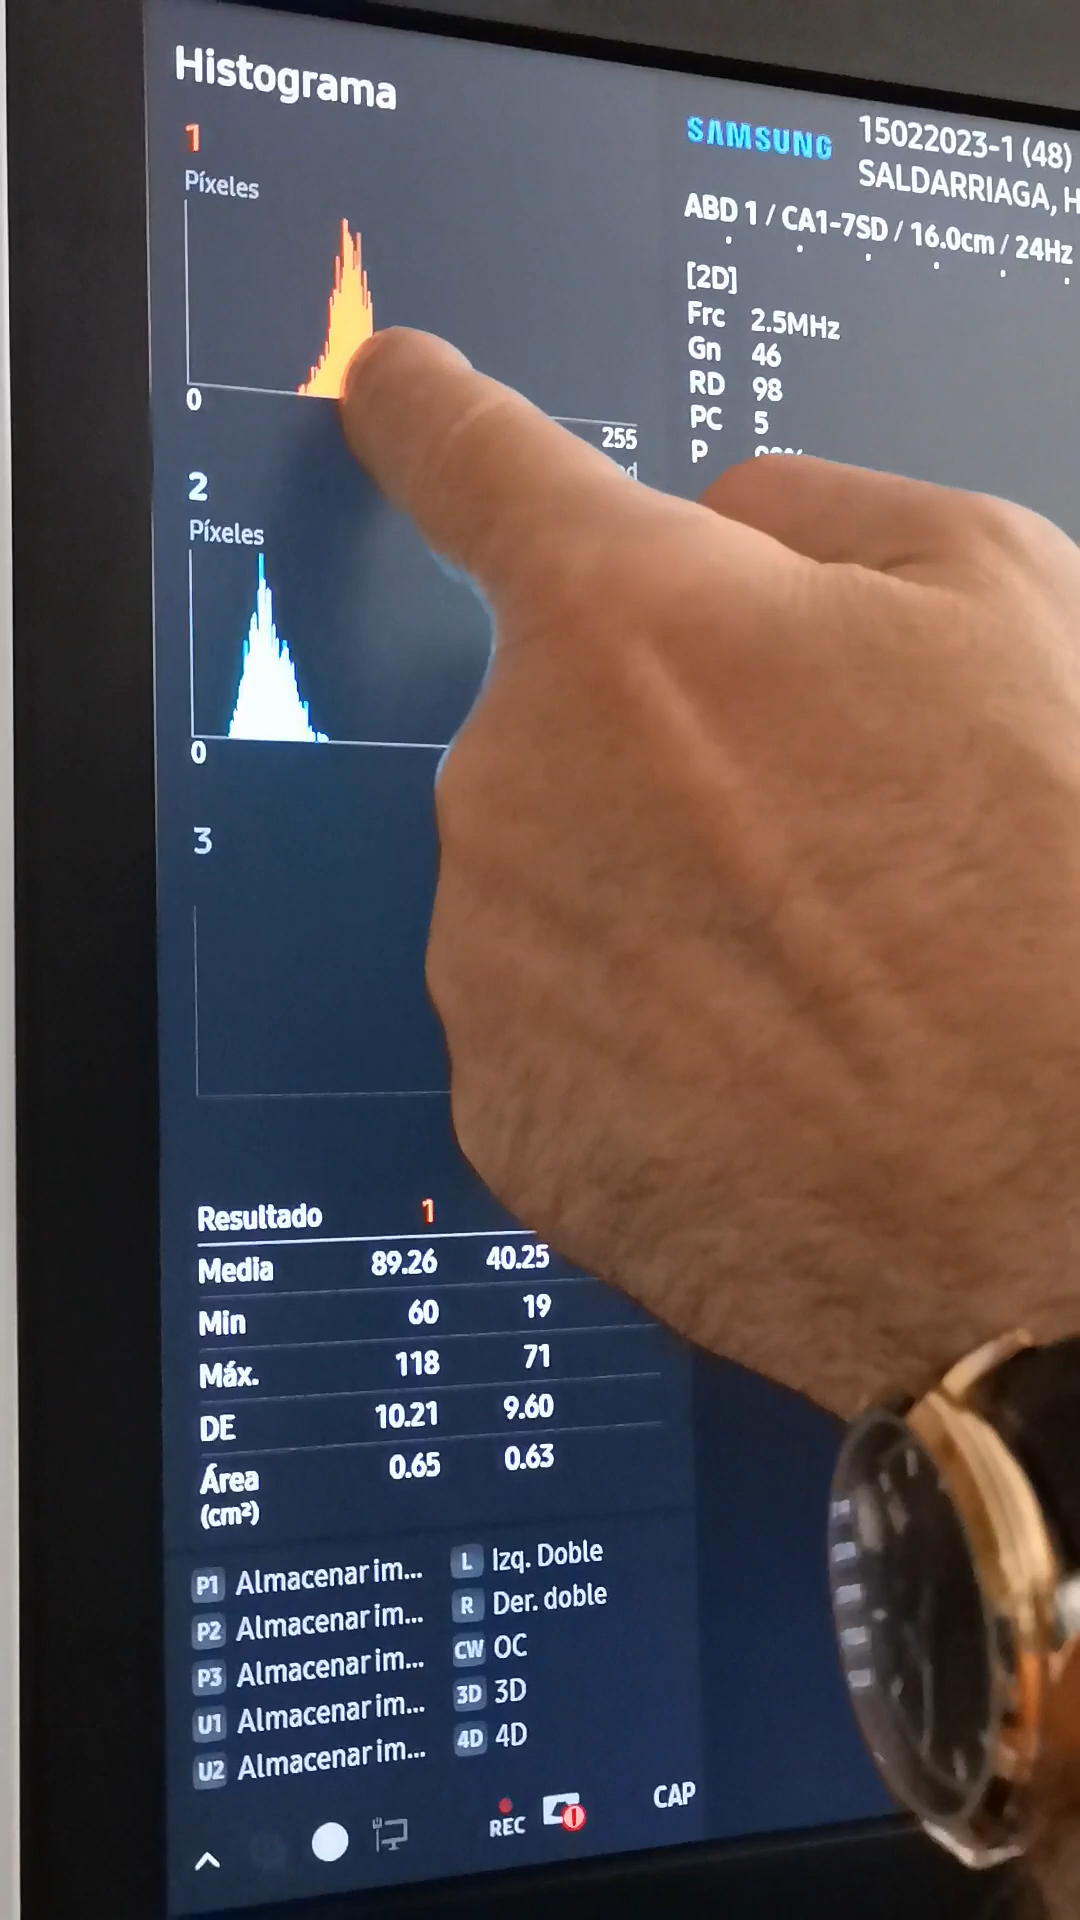 Histograma
1
Píxeles
0
255
2
Píxeles
0
3
SAMSUNG
15022023-1 (48)
SALDARRIAGA, H
ABD 1 / CA1-7SD / 16.0cm / 24Hz
[2D]
Frc 2.5MHz
Gn 46
RD 98
PC 5
P
Resultado 1
Media 89.26 40.25
Min 60 19
Máx. 118 71
DE 10.21 9.60
Área 0.65 0.63
(cm²)
P1 Almacenar im... L Izq. Doble
P2 Almacenar im... R Der. doble
P3 Almacenar im... CW OC
U1 Almacenar im... 3D 3D
U2 Almacenar im... 4D 4D
REC
CAP